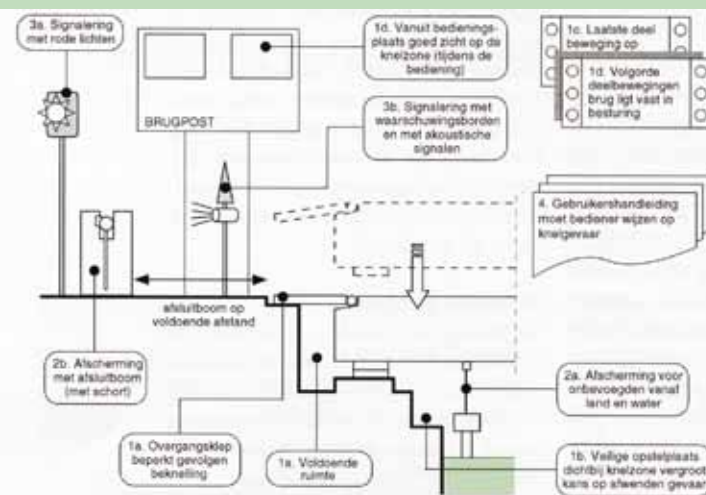 3a. Signalering
met rode lichten
1d. Vanuit bedienings-
plaats goed zicht op de
knelzone (tijdens de
bediening)
1c. Laatste deel
beweging op
1d. Volgorde
deelbewegingen
brug ligt vast in
besturing
BRUGPOST
3b. Signalering met
waarschuwingsborden
en met akoustische
signalen
4. Gebruikershandleiding
moet bediener wijzen op
knelgevaar
afsluitboom op
voldoende afstand
2b. Afscherming
met afsluitboom
(met schort)
2a. Afscherming voor
onbevoegden vanaf
land en water
1a. Overgangsklep
beperkt gevolgen
beknelling
1a. Voldoende
ruimte
1b. Veilige opstelplaats
dichtbij knelzone vergroot
kans op afwenden gevaar